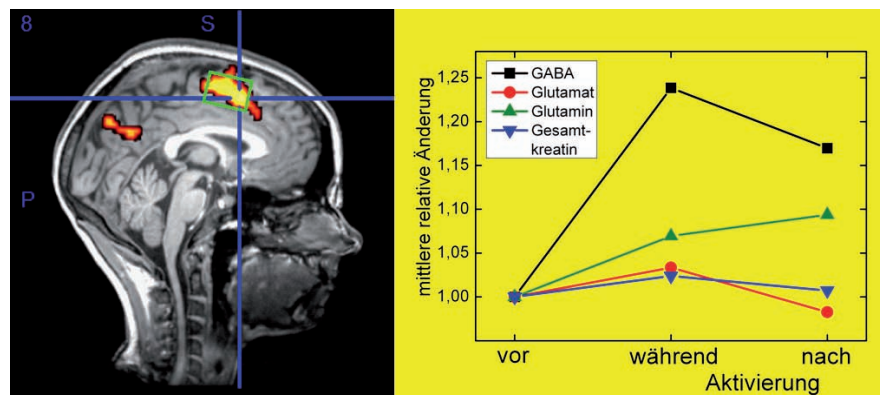 8
S
P
mittlere relative Änderung
1,25
1,20
1,15
1,10
1,05
1,00
GABA
Glutamat
Glutamin
Gesamt-
kreatin
vor
während
nach
Aktivierung